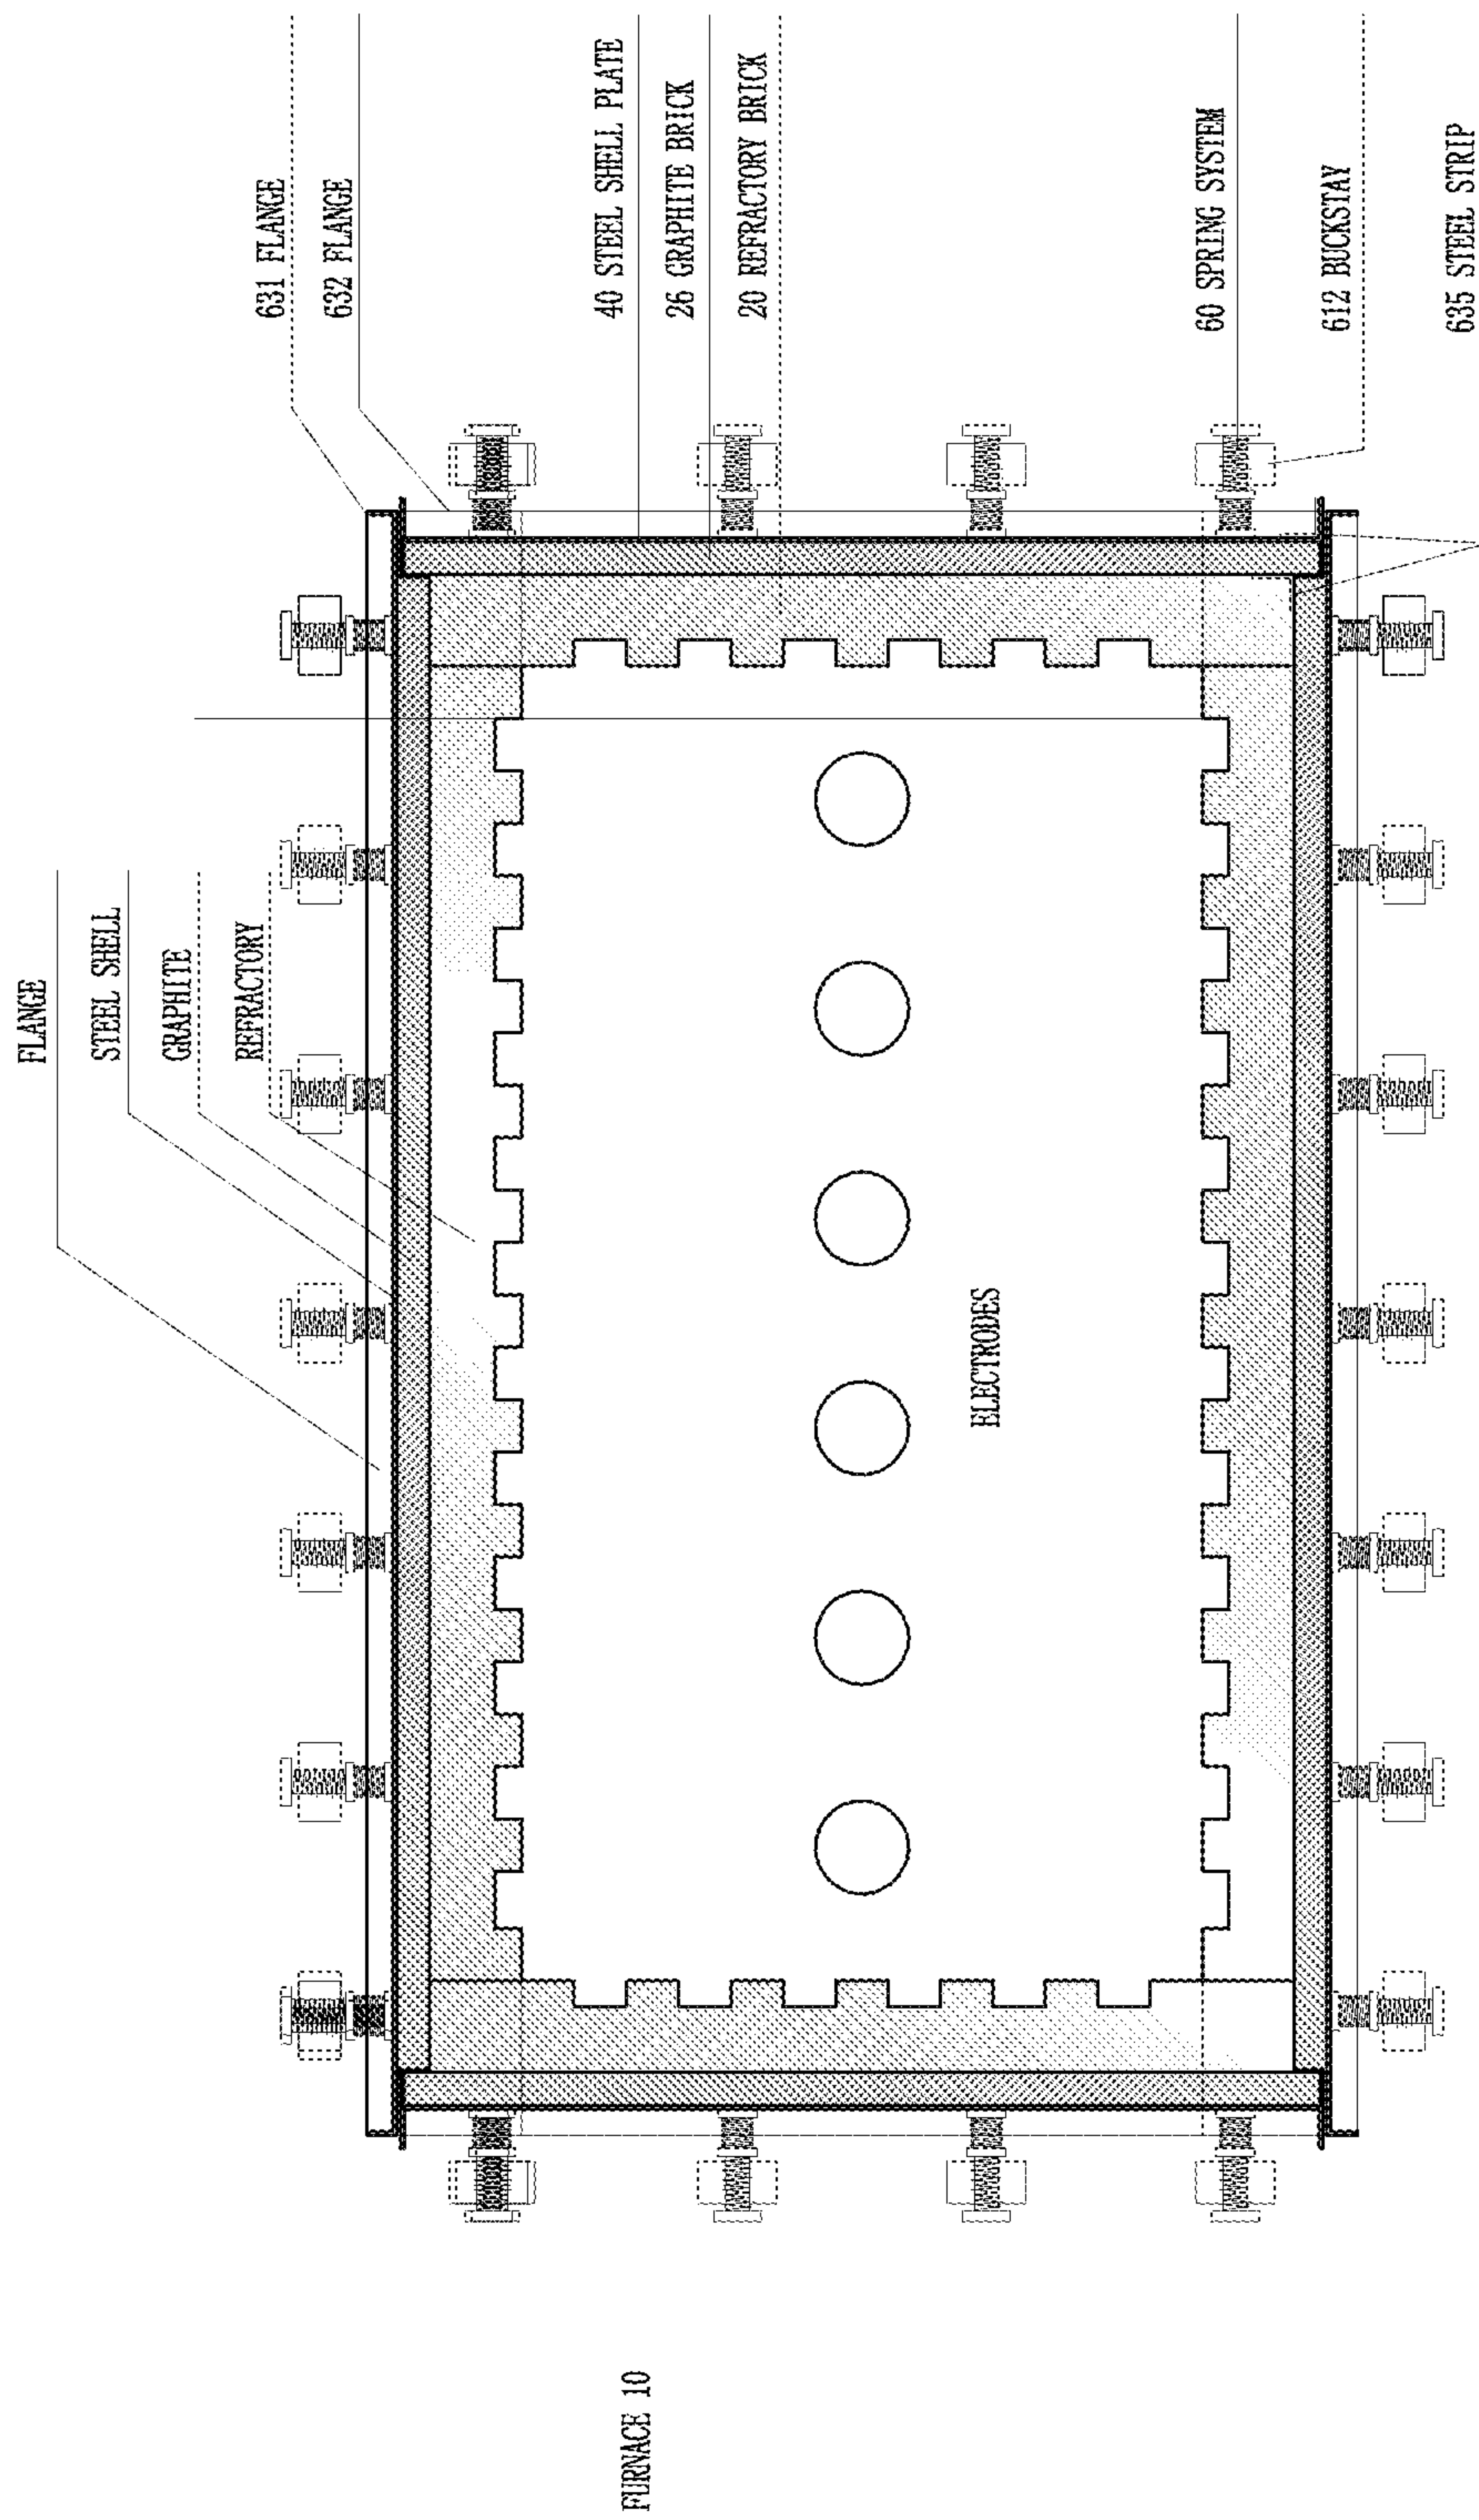 FLANGE
STEEL SHELL
GRAPHITE
REFRACTORY
631 FLANGE
632 FLANGE
40 STEEL SHELL PLATE
26 GRAPHITE BRICK
20 REFRACTORY BRICK
60 SPRING SYSTEM
612 BUCKSTAY
635 STEEL STRIP
ELECTRODES
FURNACE 10